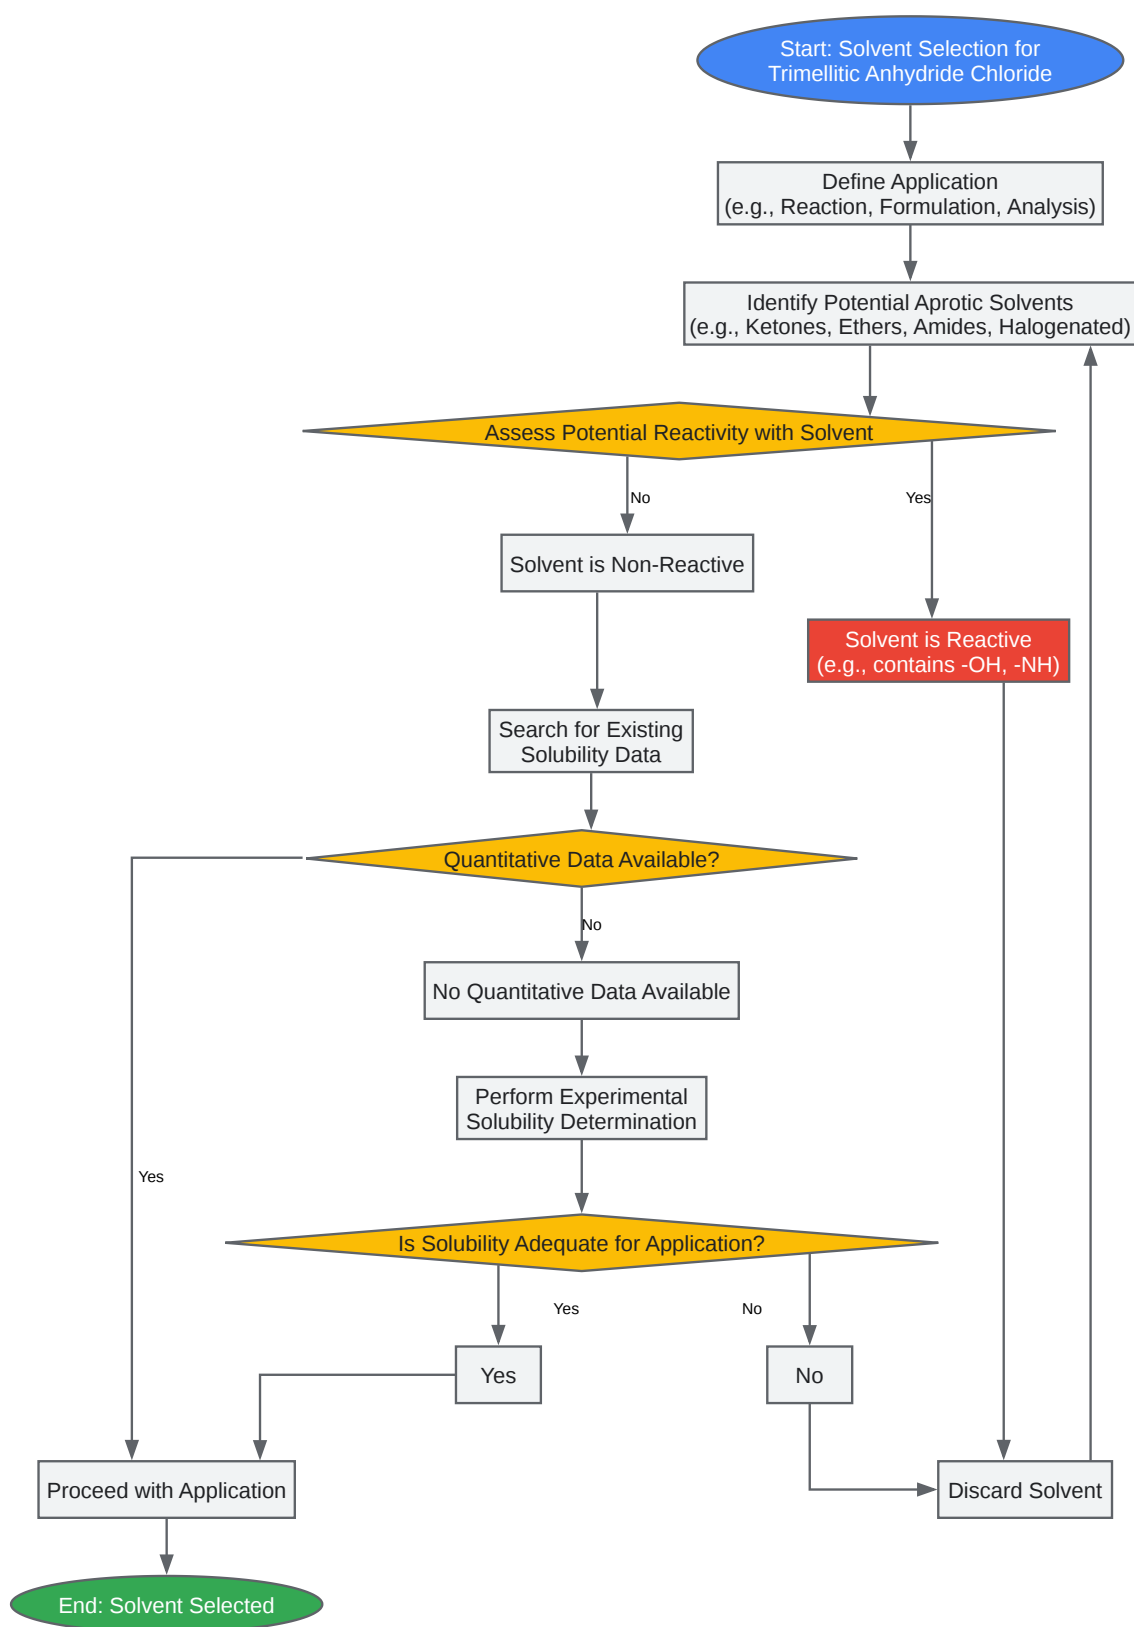 Start: Solvent Selection for
Trimellitic Anhydride Chloride
Define Application
(e.g., Reaction, Formulation, Analysis)
Identify Potential Aprotic Solvents
(e.g., Ketones, Ethers, Amides, Halogenated)
Assess Potential Reactivity with Solvent
No
Yes
Solvent is Non-Reactive
Solvent is Reactive
(e.g., contains -OH, -NH)
Search for Existing
Solubility Data
Quantitative Data Available?
No
No Quantitative Data Available
Perform Experimental
Solubility Determination
Yes
Is Solubility Adequate for Application?
Yes
No
Yes
No
Proceed with Application
Discard Solvent
End: Solvent Selected